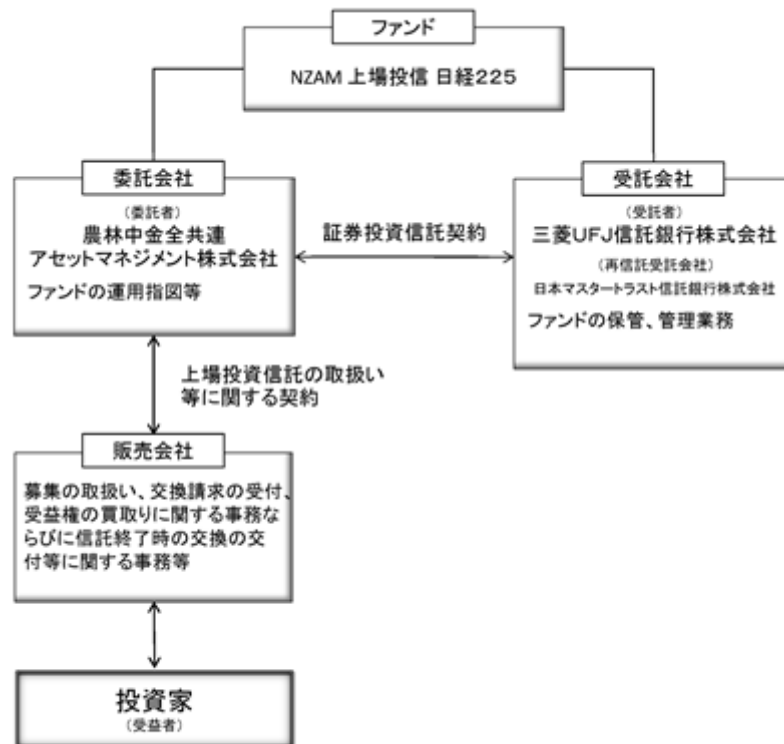 ファンド
NZAM 上場投信 日経225
委託会社
（委託者）
農林中金全共連
アセットマネジメント株式会社
ファンドの運用指図等
証券投資信託契約
受託会社
（受託者）
三菱UFJ信託銀行株式会社
（再信託受託会社）
日本マスタートラスト信託銀行株式会社
ファンドの保管、管理業務
上場投資信託の取扱い
等に関する契約
販売会社
募集の取扱い、交換請求の受付、
受益権の買取りに関する事務な
らびに信託終了時の交換の交
付等に関する事務等
投資家
（受益者）